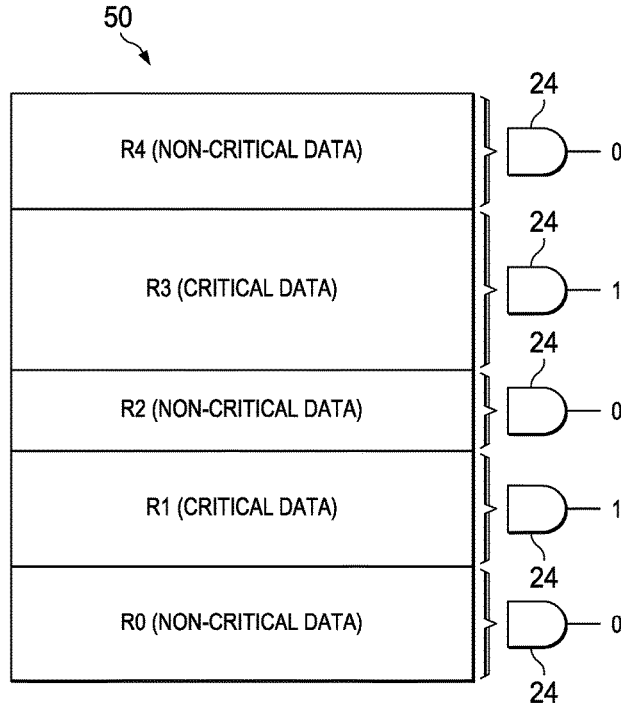 50
24
R4 (NON-CRITICAL DATA)
0
24
R3 (CRITICAL DATA)
1
24
R2 (NON-CRITICAL DATA)
0
R1 (CRITICAL DATA)
1
24
R0 (NON-CRITICAL DATA)
0
24